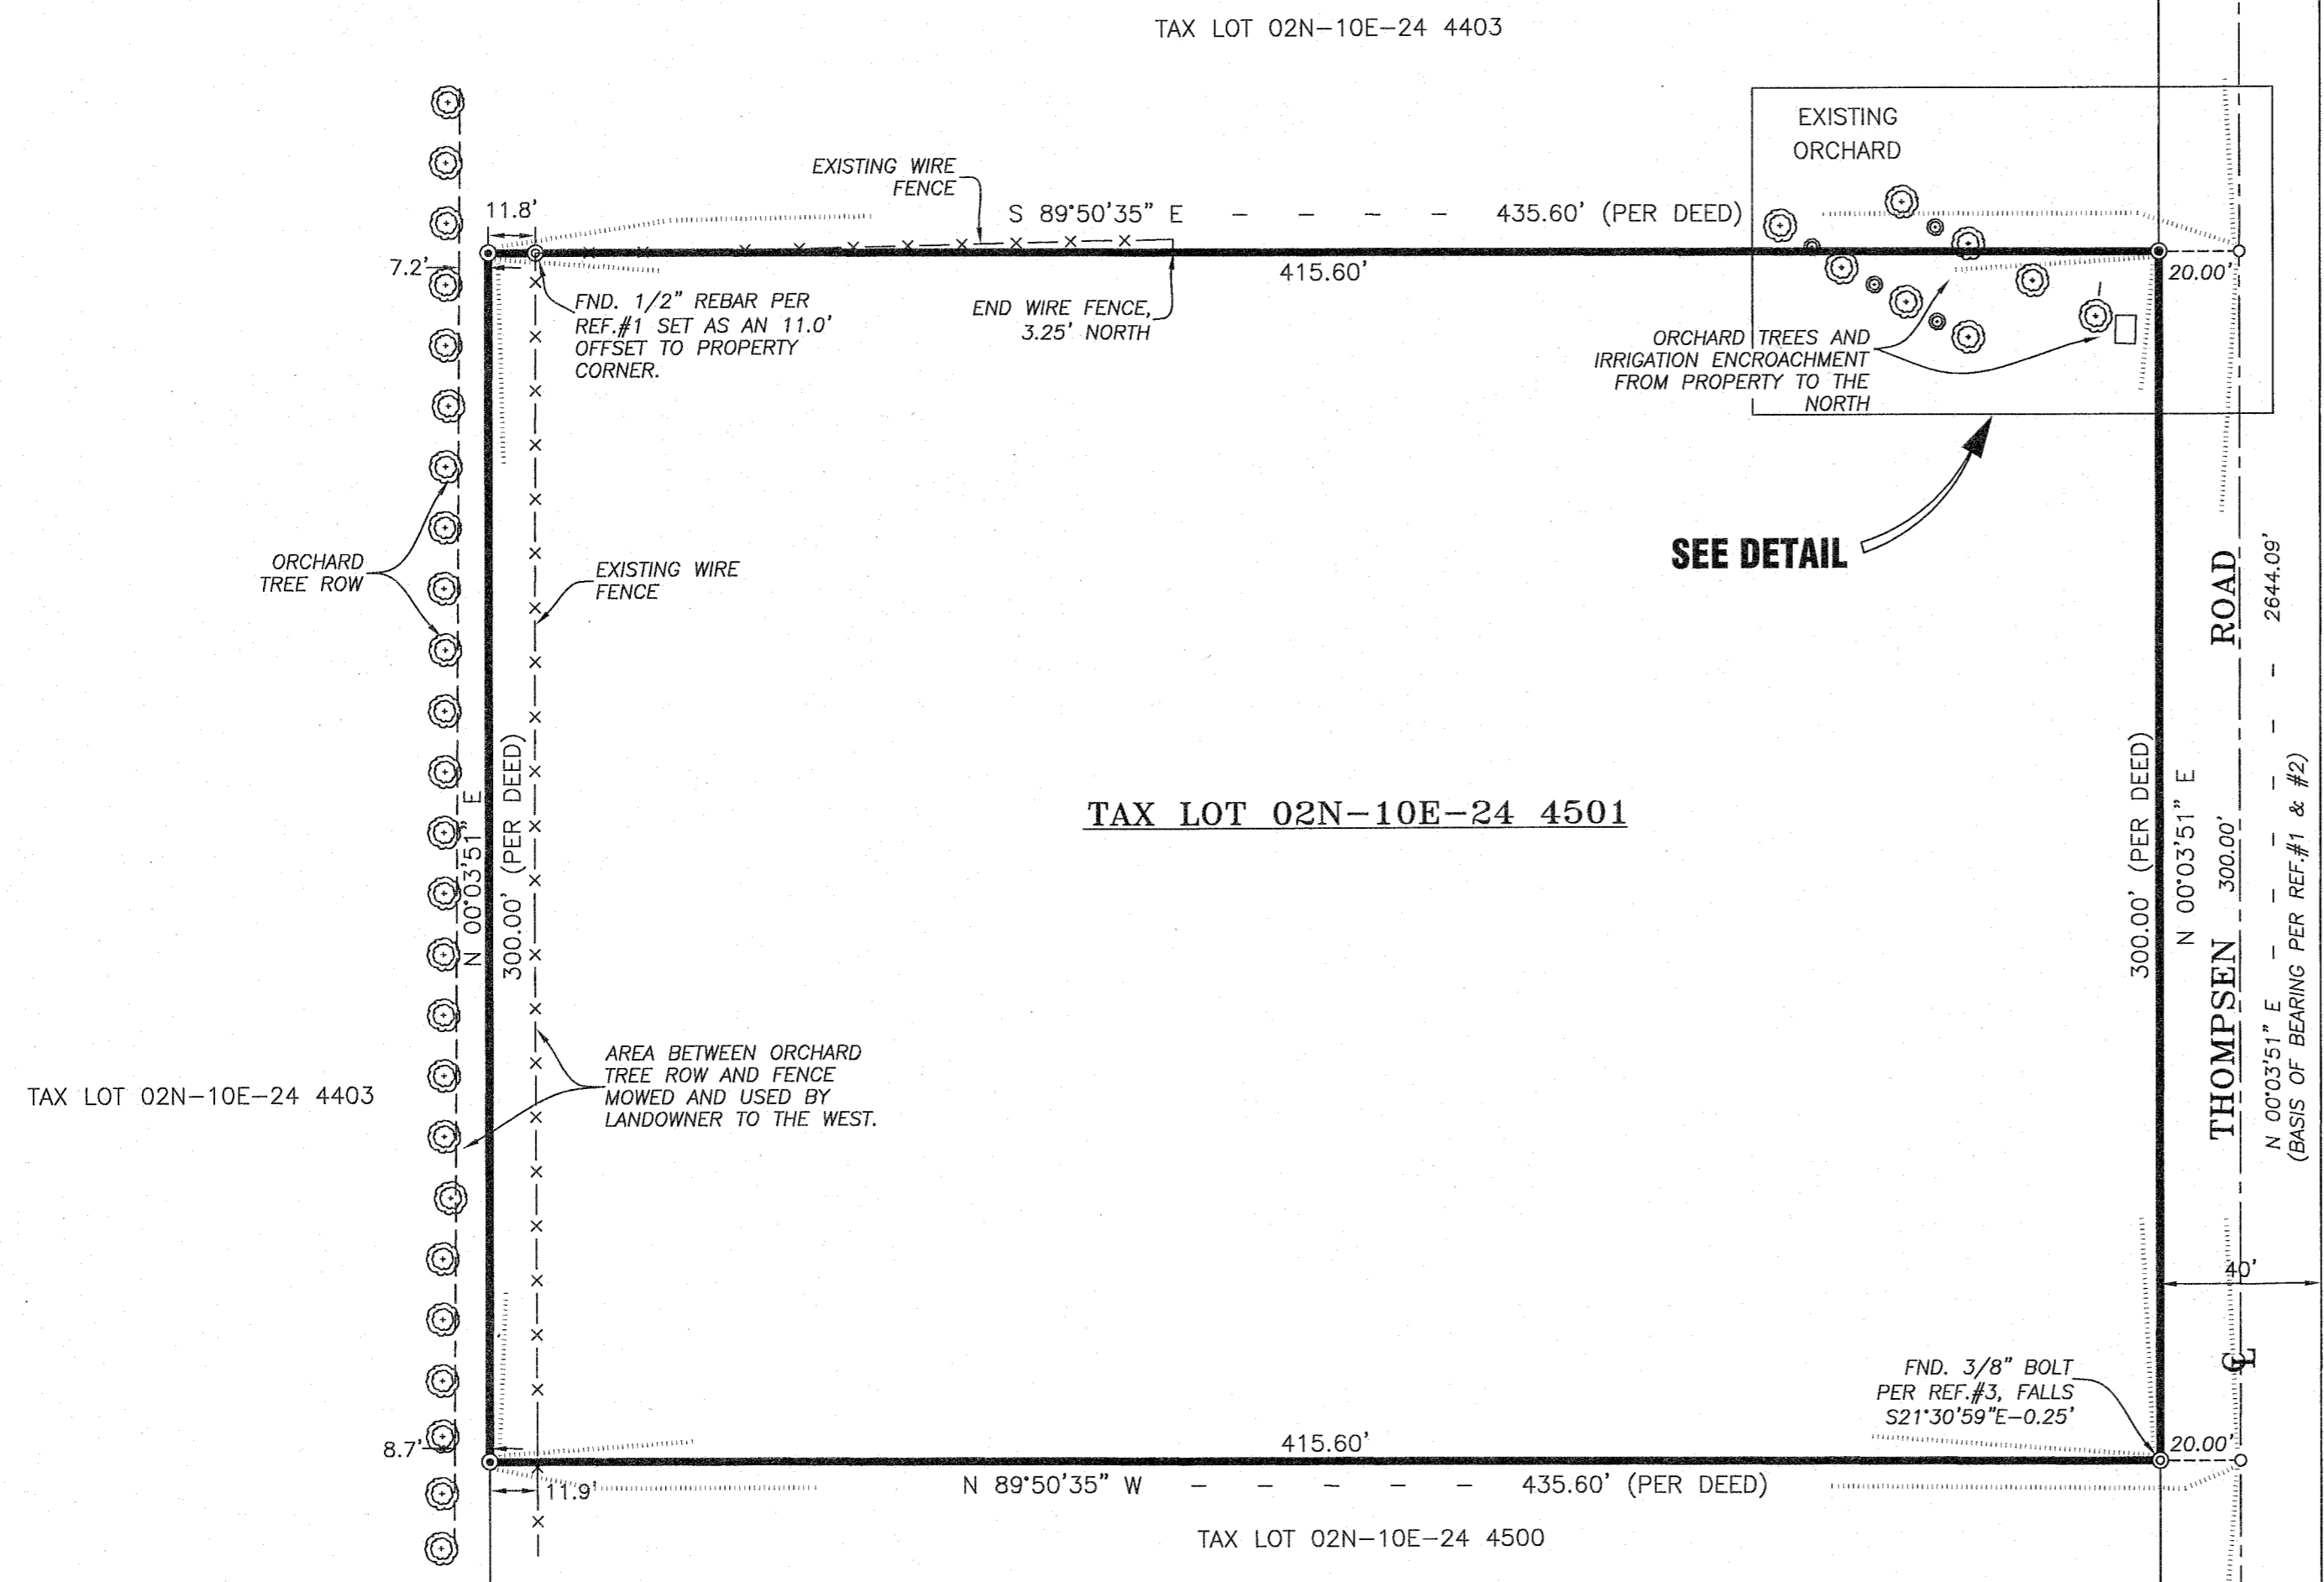 TAX LOT 02N-10E-24 4403
EXISTING
ORCHARD
EXISTING WIRE
FENCE
11.8'
S 89°50'35" E - - - - 435.60' (PER DEED)
7.2'
415.60'
20.00'
FND. 1/2" REBAR PER
REF.#1 SET AS AN 11.0'
OFFSET TO PROPERTY
CORNER.
END WIRE FENCE,
3.25' NORTH
ORCHARD TREES AND
IRRIGATION ENCROACHMENT
FROM PROPERTY TO THE
NORTH
SEE DETAIL
ORCHARD
TREE ROW
EXISTING WIRE
FENCE
N 00°03'51" E
300.00' (PER DEED)
TAX LOT 02N-10E-24 4501
300.00' (PER DEED)
N 00°03'51" E
THOMPSEN 300.00' ROAD
N 00°03'51" E - - - - - - 2644.09'
(BASIS OF BEARING PER REF.#1 & #2)
AREA BETWEEN ORCHARD
TREE ROW AND FENCE
MOWED AND USED BY
LANDOWNER TO THE WEST.
TAX LOT 02N-10E-24 4403
40'
CL
FND. 3/8" BOLT
PER REF.#3, FALLS
S21°30'59"E-0.25'
8.7'
415.60'
20.00'
11.9'
N 89°50'35" W - - - - - 435.60' (PER DEED)
TAX LOT 02N-10E-24 4500